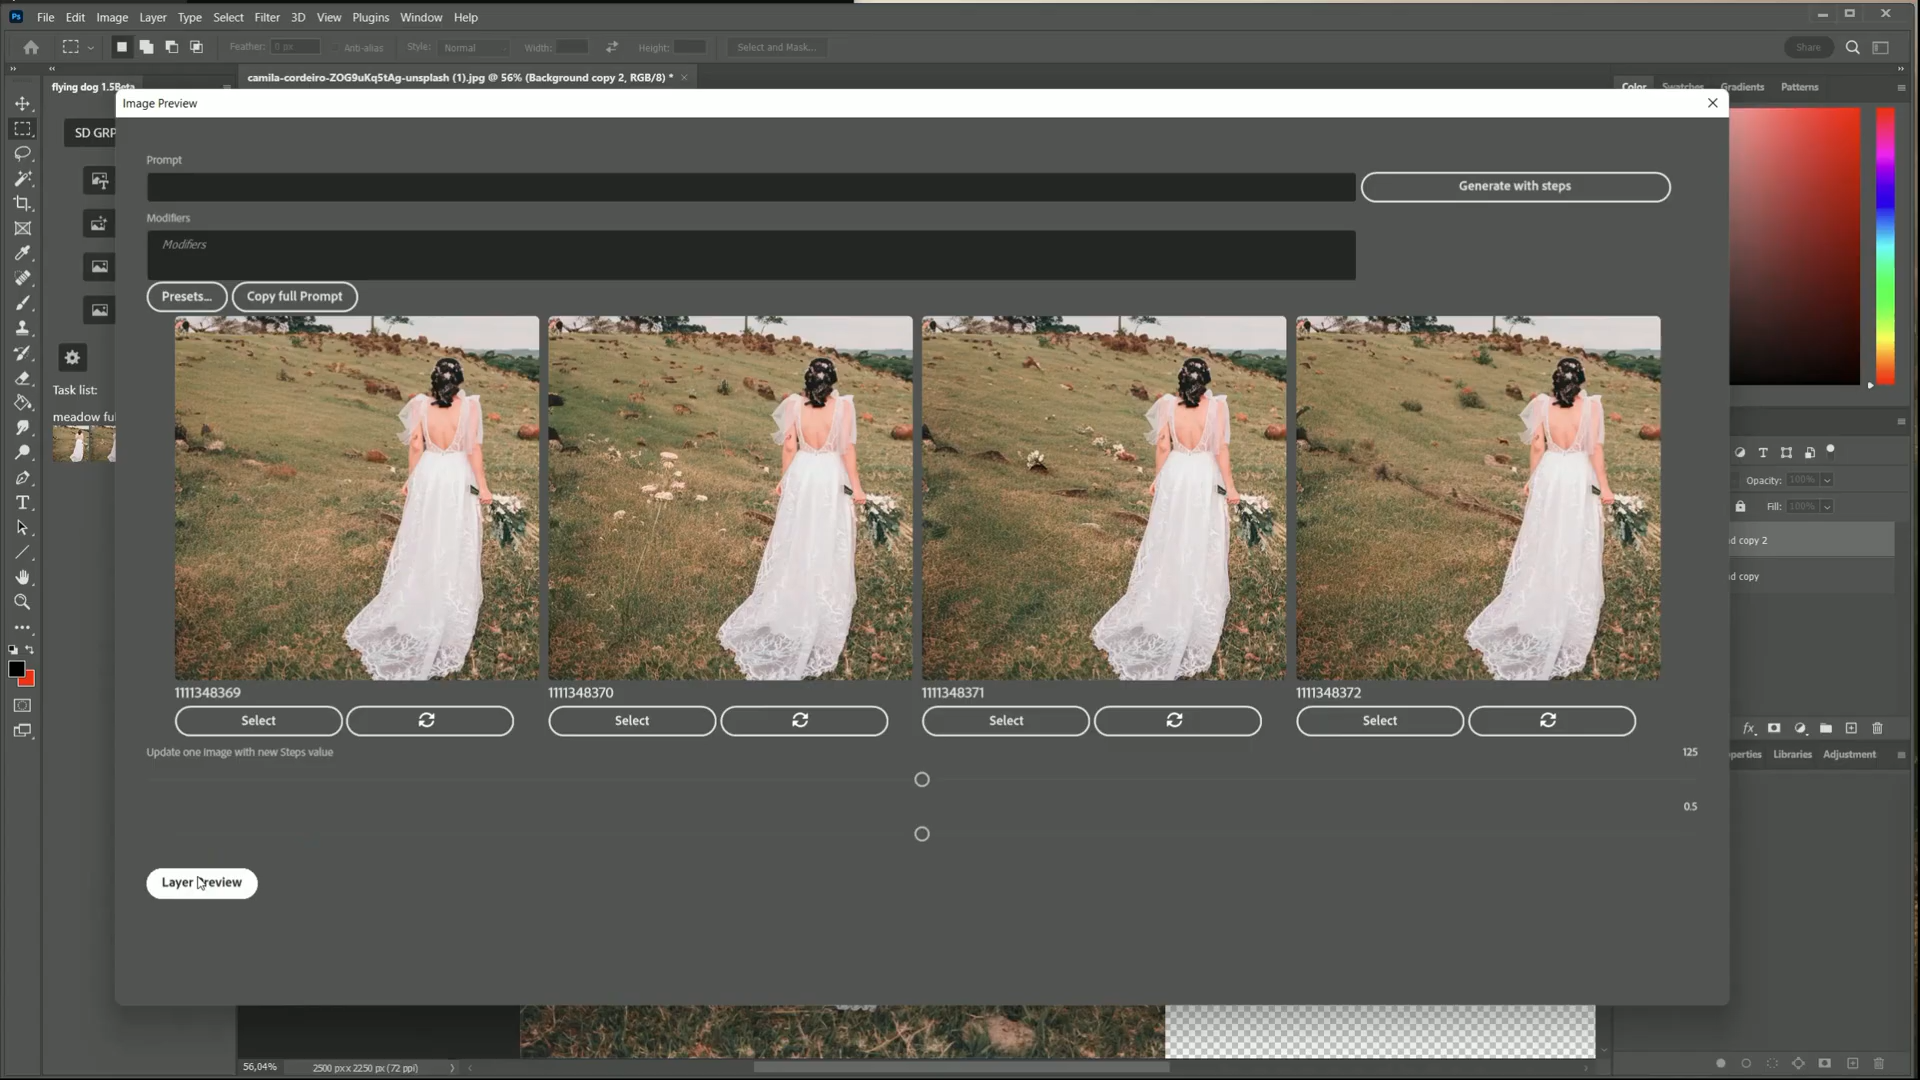 Ps File Edit Image Layer Type Select Filter 3D View Plugins Window Help
Feather: 0 px Anti-alias Style: Normal Width: Height: Select and Mask... Share
camila-cordeiro-ZOG9uKq5tAg-unsplash (1).jpg @ 56% (Background copy 2, RGB/8) *
flying dog 1.5Beta
Color Swatches Gradients Patterns
Image Preview
SD GRP
Prompt
Generate with steps
Modifiers
Modifiers
Presets... Copy full Prompt
Task list:
meadow ful
Opacity: 100%
Fill: 100%
d copy 2
d copy
1111348369 1111348370 1111348371 1111348372
Select Select Select Select
Update one image with new Steps value 125
0.5
fx
perties Libraries Adjustment
Layer Preview
56,04% 2500 px x 2250 px (72 ppi)